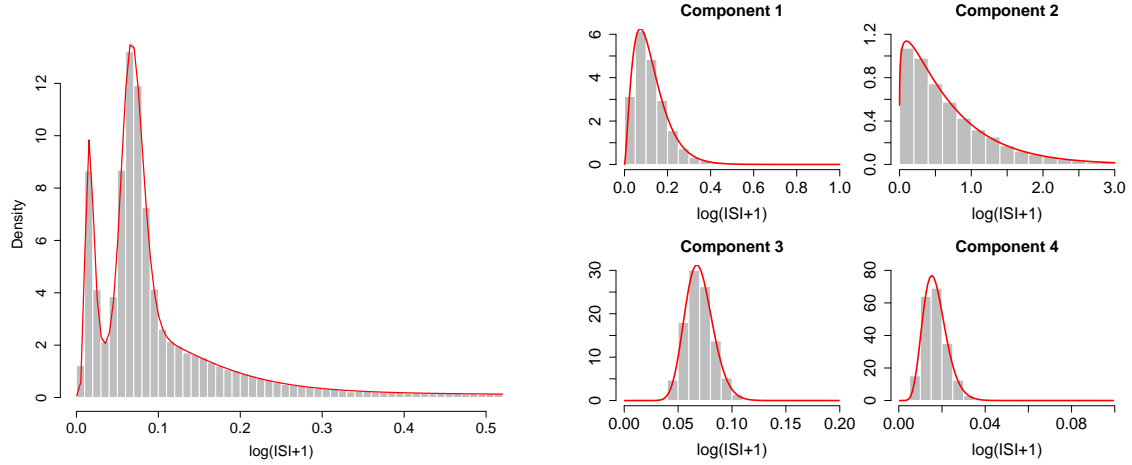 Density
0 2 4 6 8 10 12
0.0 0.1 0.2 0.3 0.4 0.5
log(ISI+1)
Component 1
0 2 4 6
0.0 0.2 0.4 0.6 0.8 1.0
log(ISI+1)
Component 2
0.0 0.4 0.8 1.2
0.0 1.0 2.0 3.0
log(ISI+1)
Component 3
0 10 20 30
0.00 0.05 0.10 0.15 0.20
log(ISI+1)
Component 4
0 20 40 60 80
0.00 0.04 0.08
log(ISI+1)